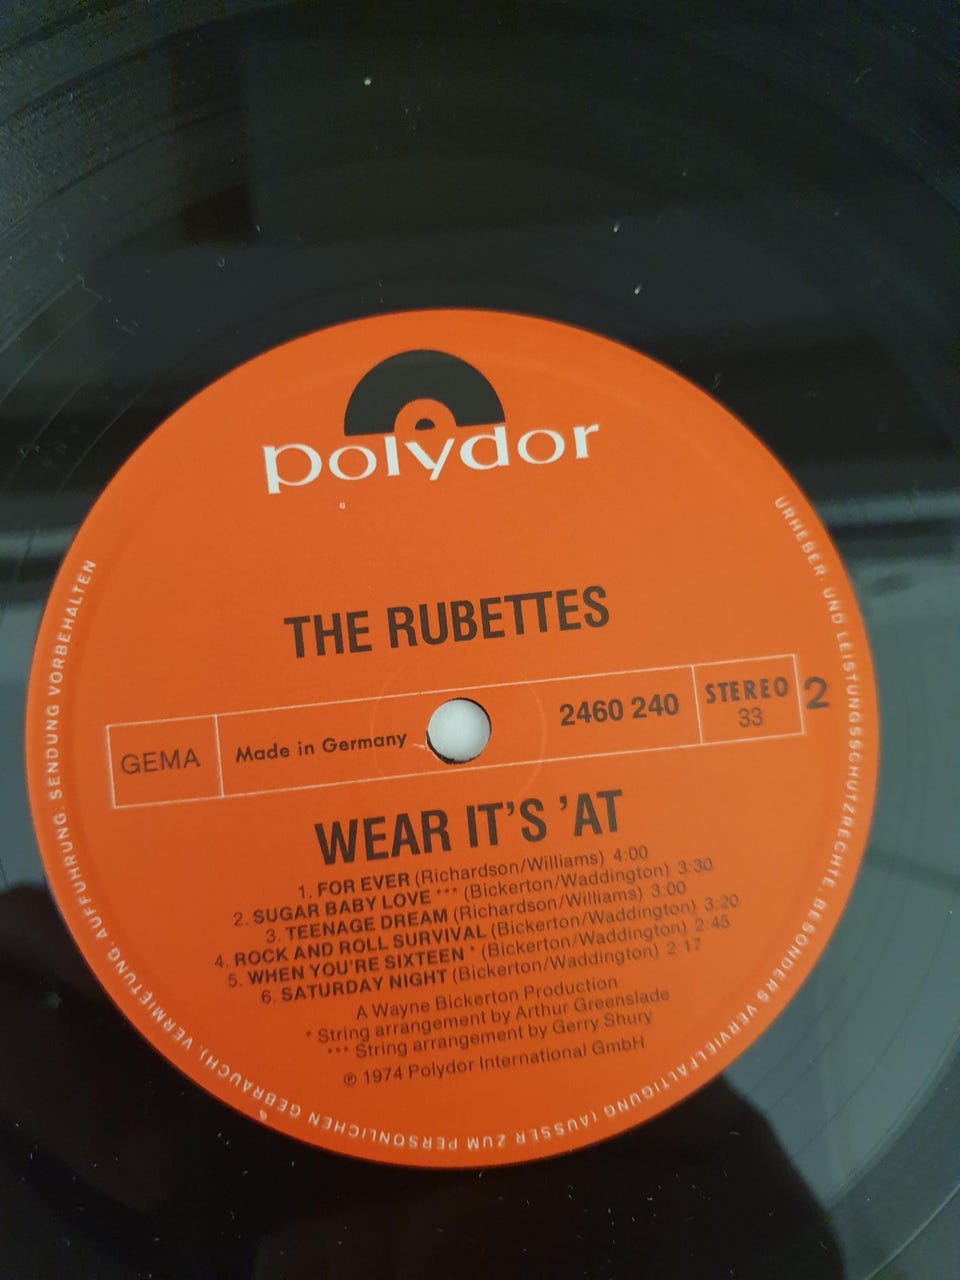 polydor
THE RUBETTES
GEMA
Made in Germany
2460 240
STEREO
33
2
WEAR IT'S 'AT
1. FOR EVER (Richardson/Williams) 4:00
2. SUGAR BABY LOVE *** (Bickerton/Waddington) 3:30
3. TEENAGE DREAM (Richardson/Williams) 3:00
4. ROCK AND ROLL SURVIVAL (Bickerton/Waddington) 3:20
5. WHEN YOU'RE SIXTEEN * (Bickerton/Waddington) 2:45
6. SATURDAY NIGHT (Bickerton/Waddington) 2:17
A Wayne Bickerton Production
* String arrangement by Arthur Greenslade
*** String arrangement by Gerry Shury
℗ 1974 Polydor International GmbH
URHEBER- UND LEISTUNGSSCHUTZRECHTE, BESONDERS VERVIELFÄLTIGUNG (AUSSER ZUM PERSÖNLICHEN GEBRAUCH), VERMIETUNG, AUFFÜHRUNG, SENDUNG VORBEHALTEN